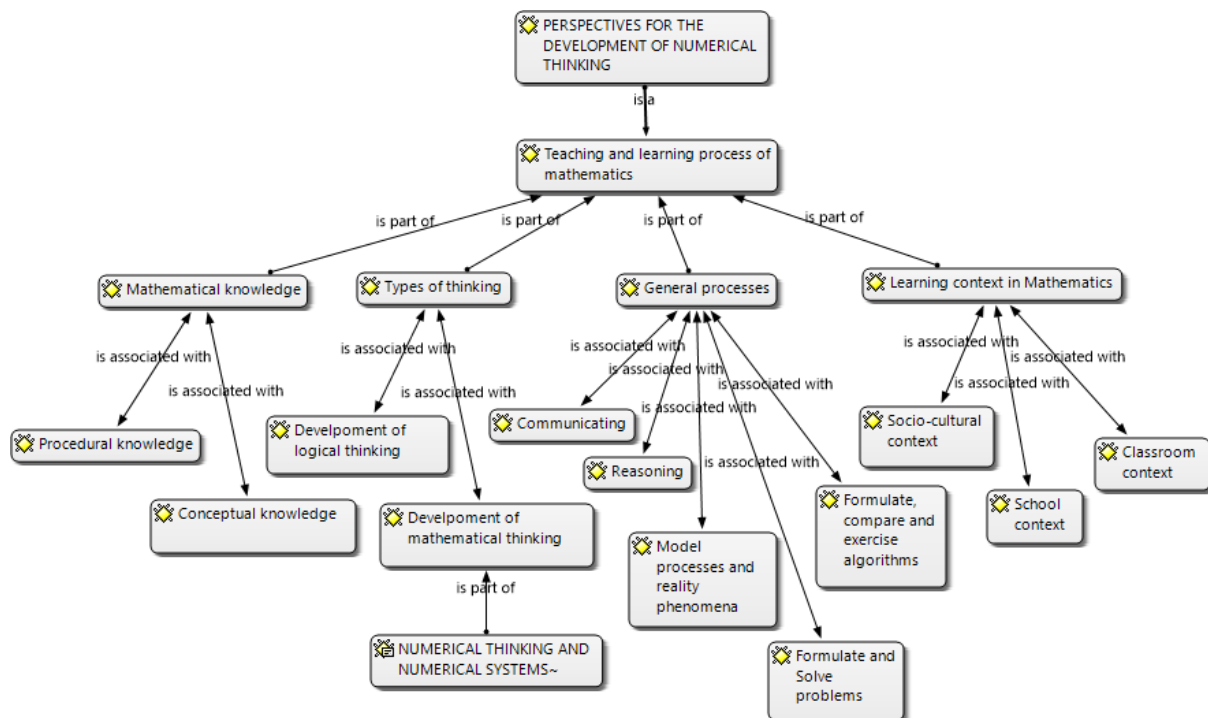 PERSPECTIVES FOR THE
DEVELOPMENT OF NUMERICAL
THINKING
is a
Teaching and learning process of
mathematics
is part of
is part of
is part of
is part of
Mathematical knowledge
Types of thinking
General processes
Learning context in Mathematics
is associated with
is associated with
is associated with
is associated with
is associated with
is associated with
is associated with
is associated with
is associated with
is associated with
is associated with
Procedural knowledge
Develpoment of
logical thinking
Communicating
Reasoning
Socio-cultural
context
Classroom
context
Conceptual knowledge
Develpoment of
mathematical thinking
Model
processes and
reality
phenomena
Formulate,
compare and
exercise
algorithms
School
context
is part of
NUMERICAL THINKING AND
NUMERICAL SYSTEMS~
Formulate and
Solve
problems